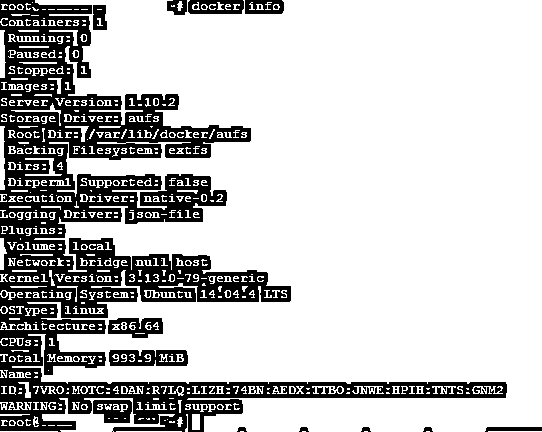 root ~# docker info
Containers: 1
Running: 0
Paused: 0
Stopped: 1
Images: 1
Server Version: 1.10.2
Storage Driver: aufs
Root Dir: /var/lib/docker/aufs
Backing Filesystem: extfs
Dirs: 4
Dirperm1 Supported: false
Execution Driver: native-0.2
Logging Driver: json-file
Plugins:
Volume: local
Network: bridge null host
Kernel Version: 3.13.0-79-generic
Operating System: Ubuntu 14.04.4 LTS
OSType: linux
Architecture: x86_64
CPUs: 1
Total Memory: 993.9 MiB
Name:
ID: 7VRO:MOTC:4DAN:R7LQ:LIZH:74BN:AEDX:TTBO:JNWE:HPIH:TNTS:GNM2
WARNING: No swap limit support
root@ ~#